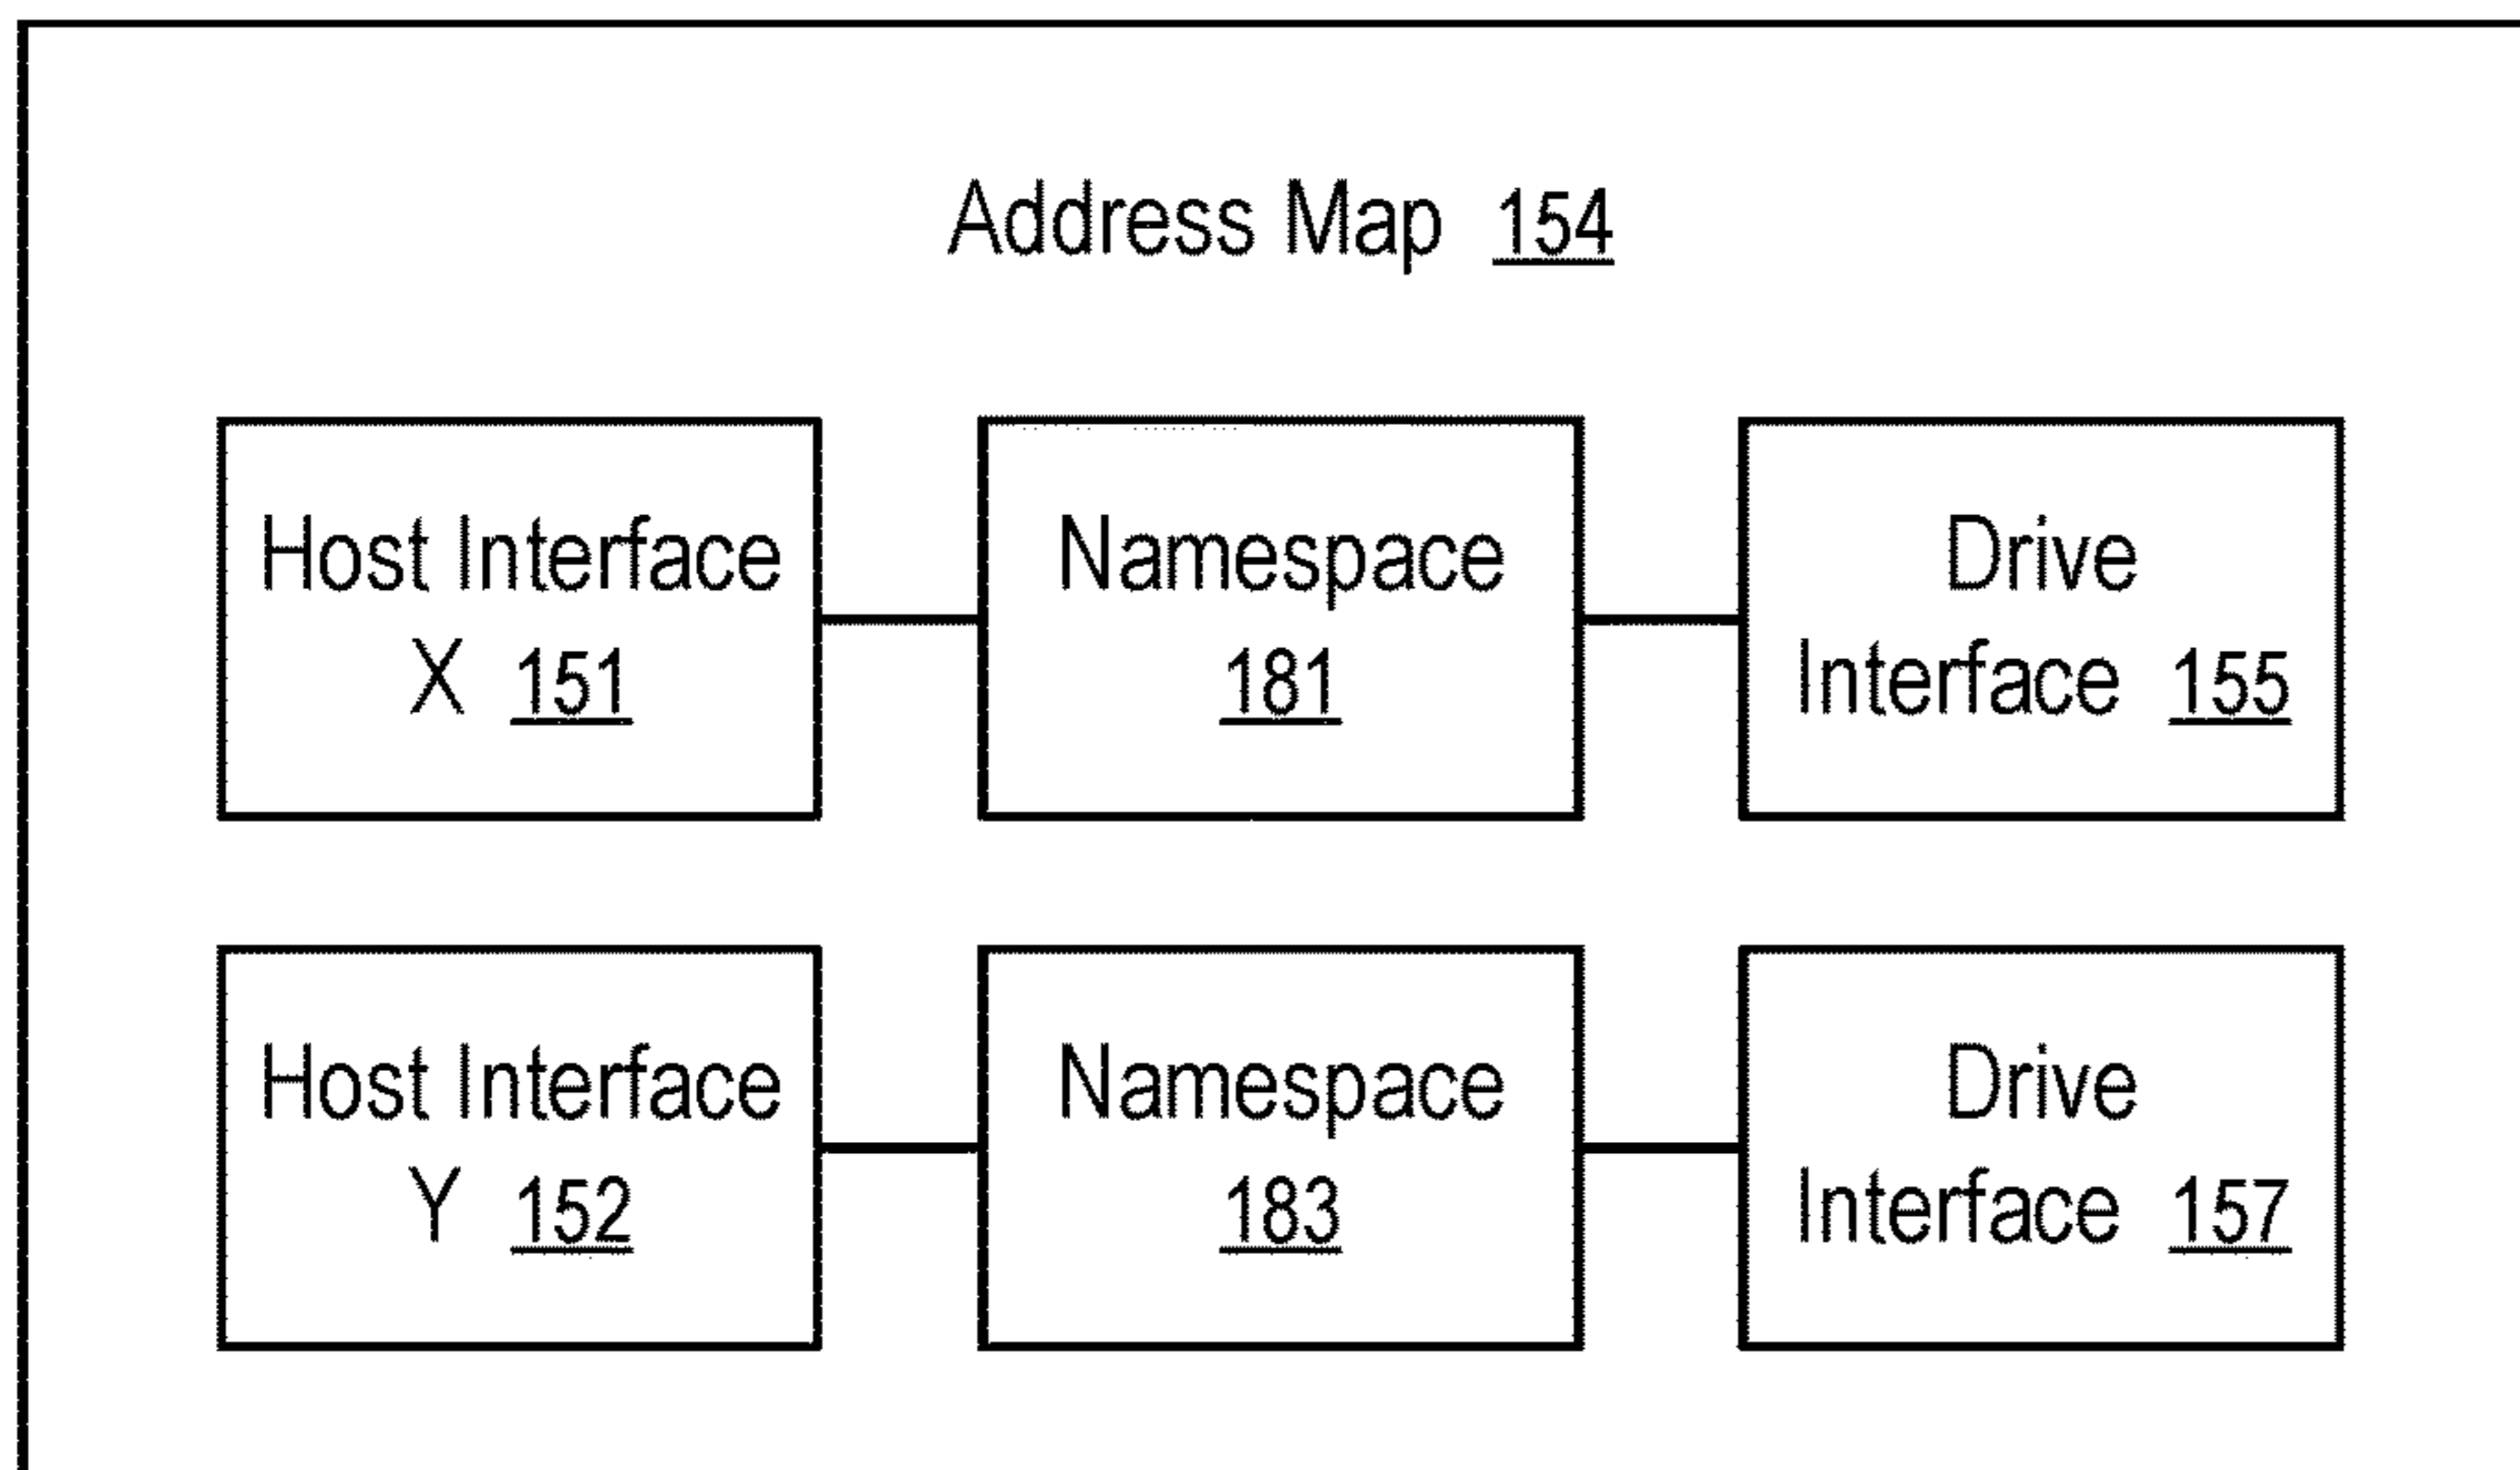 Address Map 154
Host Interface
X 151
Namespace
181
Drive
Interface 155
Host Interface
Y 152
Namespace
183
Drive
Interface 157